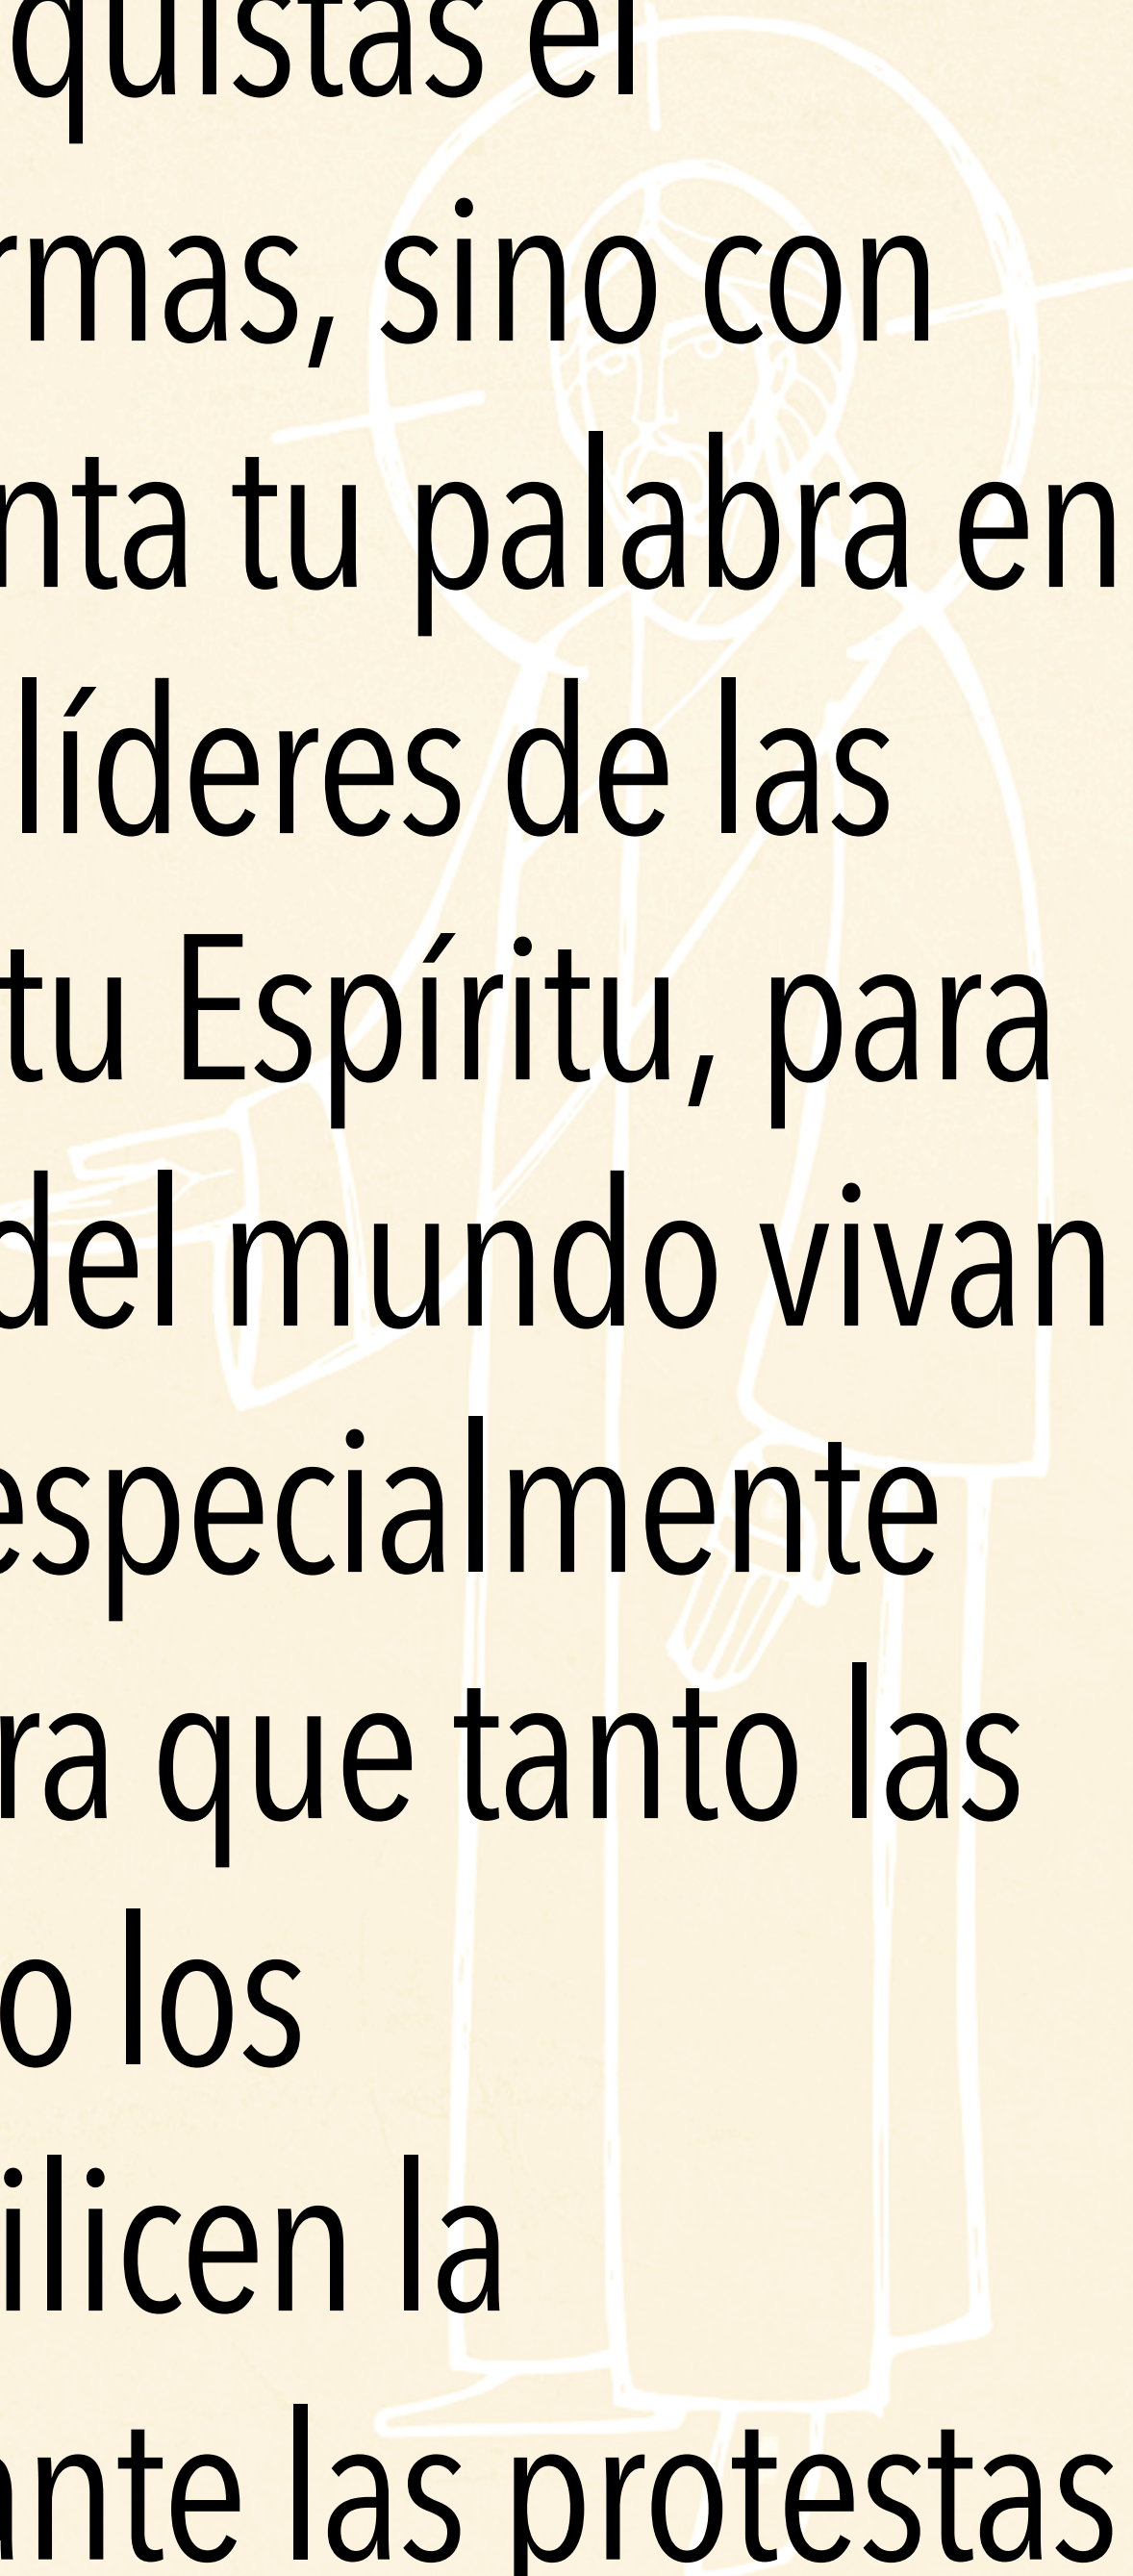 quistas el
rmas, sino con
nta tu palabra en
líderes de las
tu Espíritu, para
del mundo vivan
especialmente
ra que tanto las
o los
ilicen la
ante las protestas